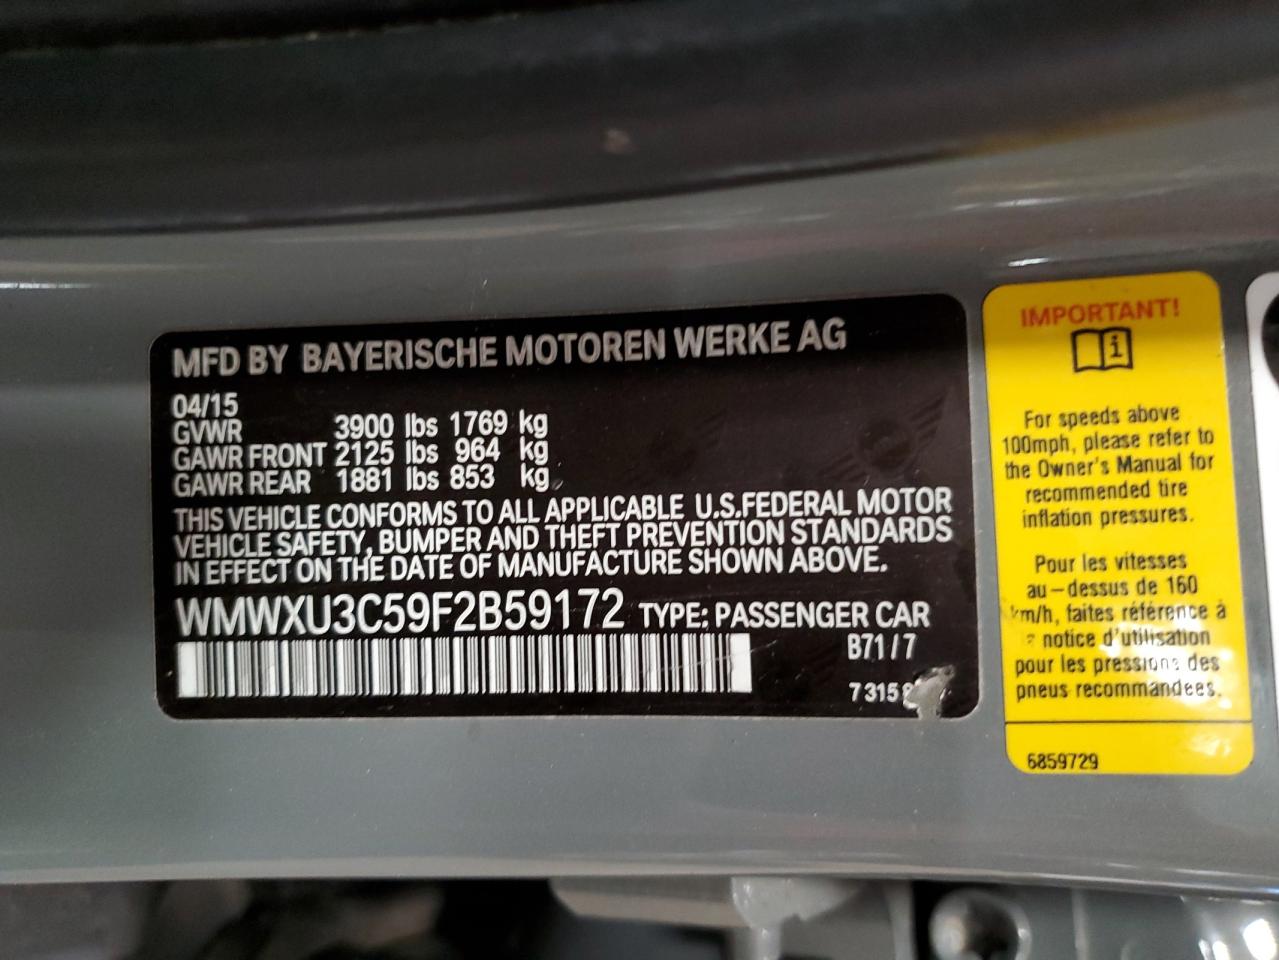 MFD BY BAYERISCHE MOTOREN WERKE AG
04/15
GVWR 3900 lbs 1769 kg
GAWR FRONT 2125 lbs 964 kg
GAWR REAR 1881 lbs 853 kg
THIS VEHICLE CONFORMS TO ALL APPLICABLE U.S.FEDERAL MOTOR
VEHICLE SAFETY, BUMPER AND THEFT PREVENTION STANDARDS
IN EFFECT ON THE DATE OF MANUFACTURE SHOWN ABOVE.
WMWXU3C59F2B59172 TYPE: PASSENGER CAR
B71/7
IMPORTANT!
i
For speeds above
100mph, please refer to
the Owner's Manual for
recommended tire
inflation pressures.
Pour les vitesses
au-dessus de 160
km/h, faites référence à
notice d'utilisation
pour les pressions des
pneus recommandées.
6859729